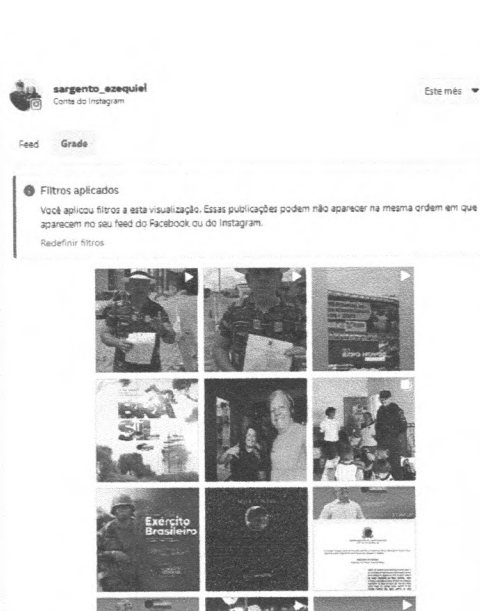 sargento_ezequiel
Conta do Instagram
Este mês
Feed Grade
Filtros aplicados
Você aplicou filtros a esta visualização. Essas publicações podem não aparecer na mesma ordem em que
aparecem no seu feed do Facebook ou do Instagram.
Redefinir filtros
BRA
SIL
Exército
Brasileiro